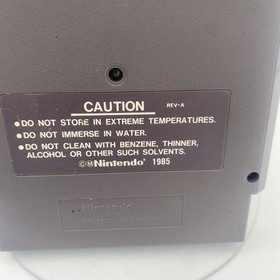 CAUTION
REV-A
•DO NOT STORE IN EXTREME TEMPERATURES.
•DO NOT IMMERSE IN WATER.
•DO NOT CLEAN WITH BENZENE, THINNER,
ALCOHOL OR OTHER SUCH SOLVENTS.
©Ⓜ Nintendo® 1985
Nintendo